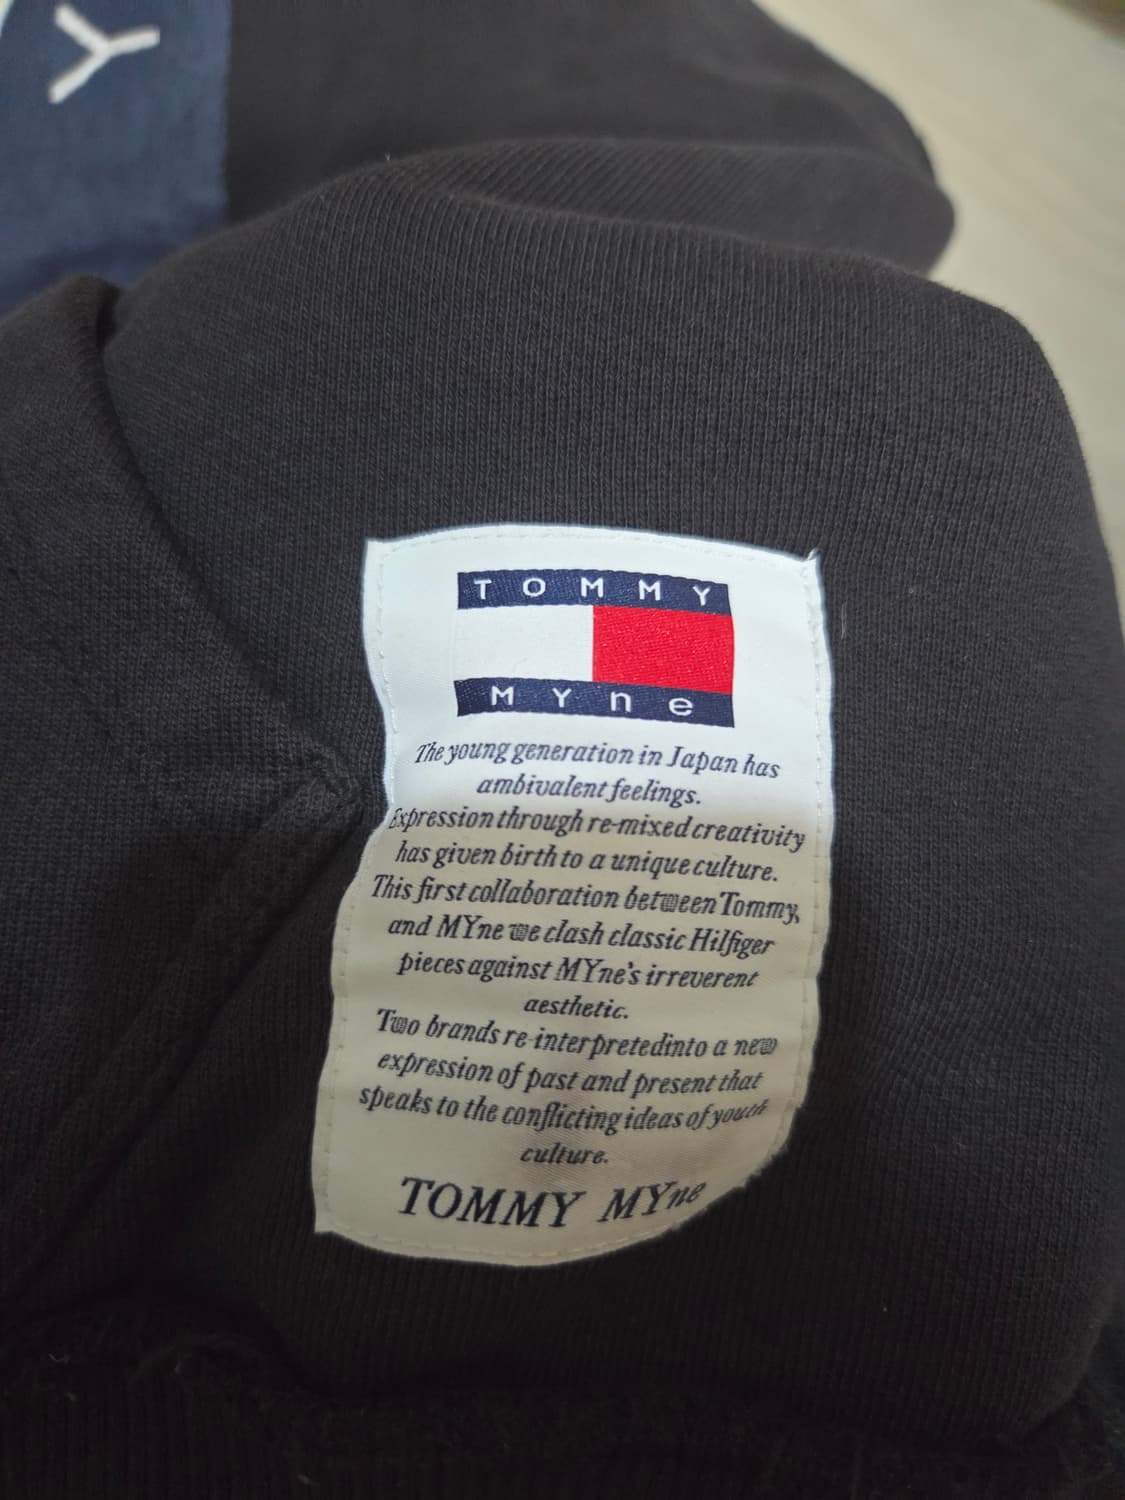 Y
TOMMY
MYne
The young generation in Japan has
ambivalent feelings.
Expression through re-mixed creativity
has given birth to a unique culture.
This first collaboration between Tommy,
and MYne we clash classic Hilfiger
pieces against MYne's irreverent
aesthetic.
Two brands re-interpretedinto a new
expression of past and present that
speaks to the conflicting ideas of youth
culture.
TOMMY MYne